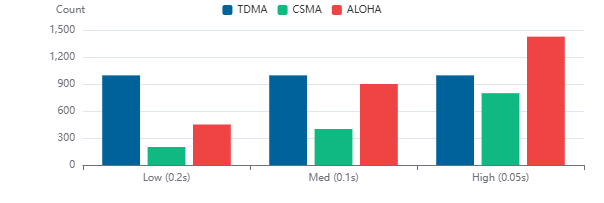 Count
TDMA CSMA ALOHA
1,500
1,200
900
600
300
0
Low (0.2s) Med (0.1s) High (0.05s)